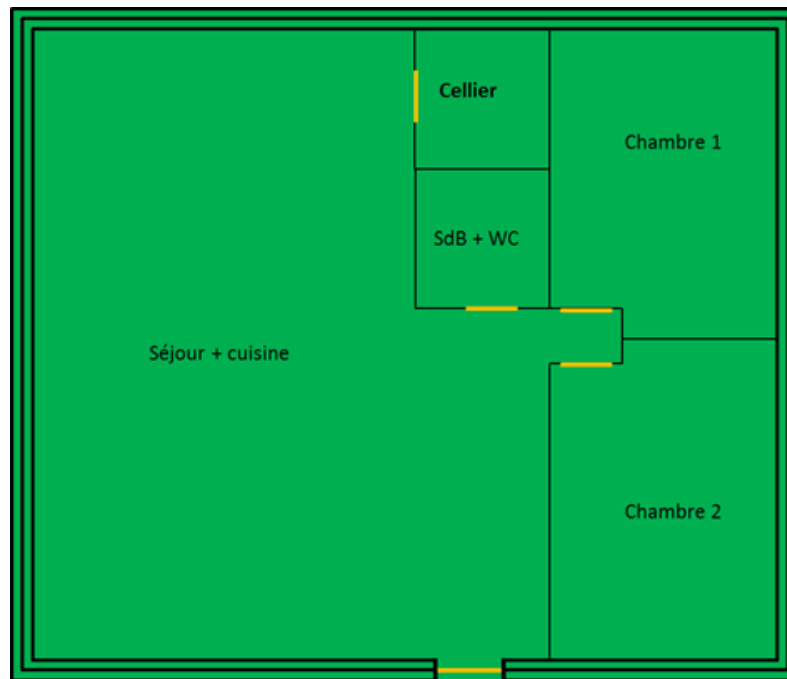 Cellier
Chambre 1
SdB + WC
Séjour + cuisine
Chambre 2